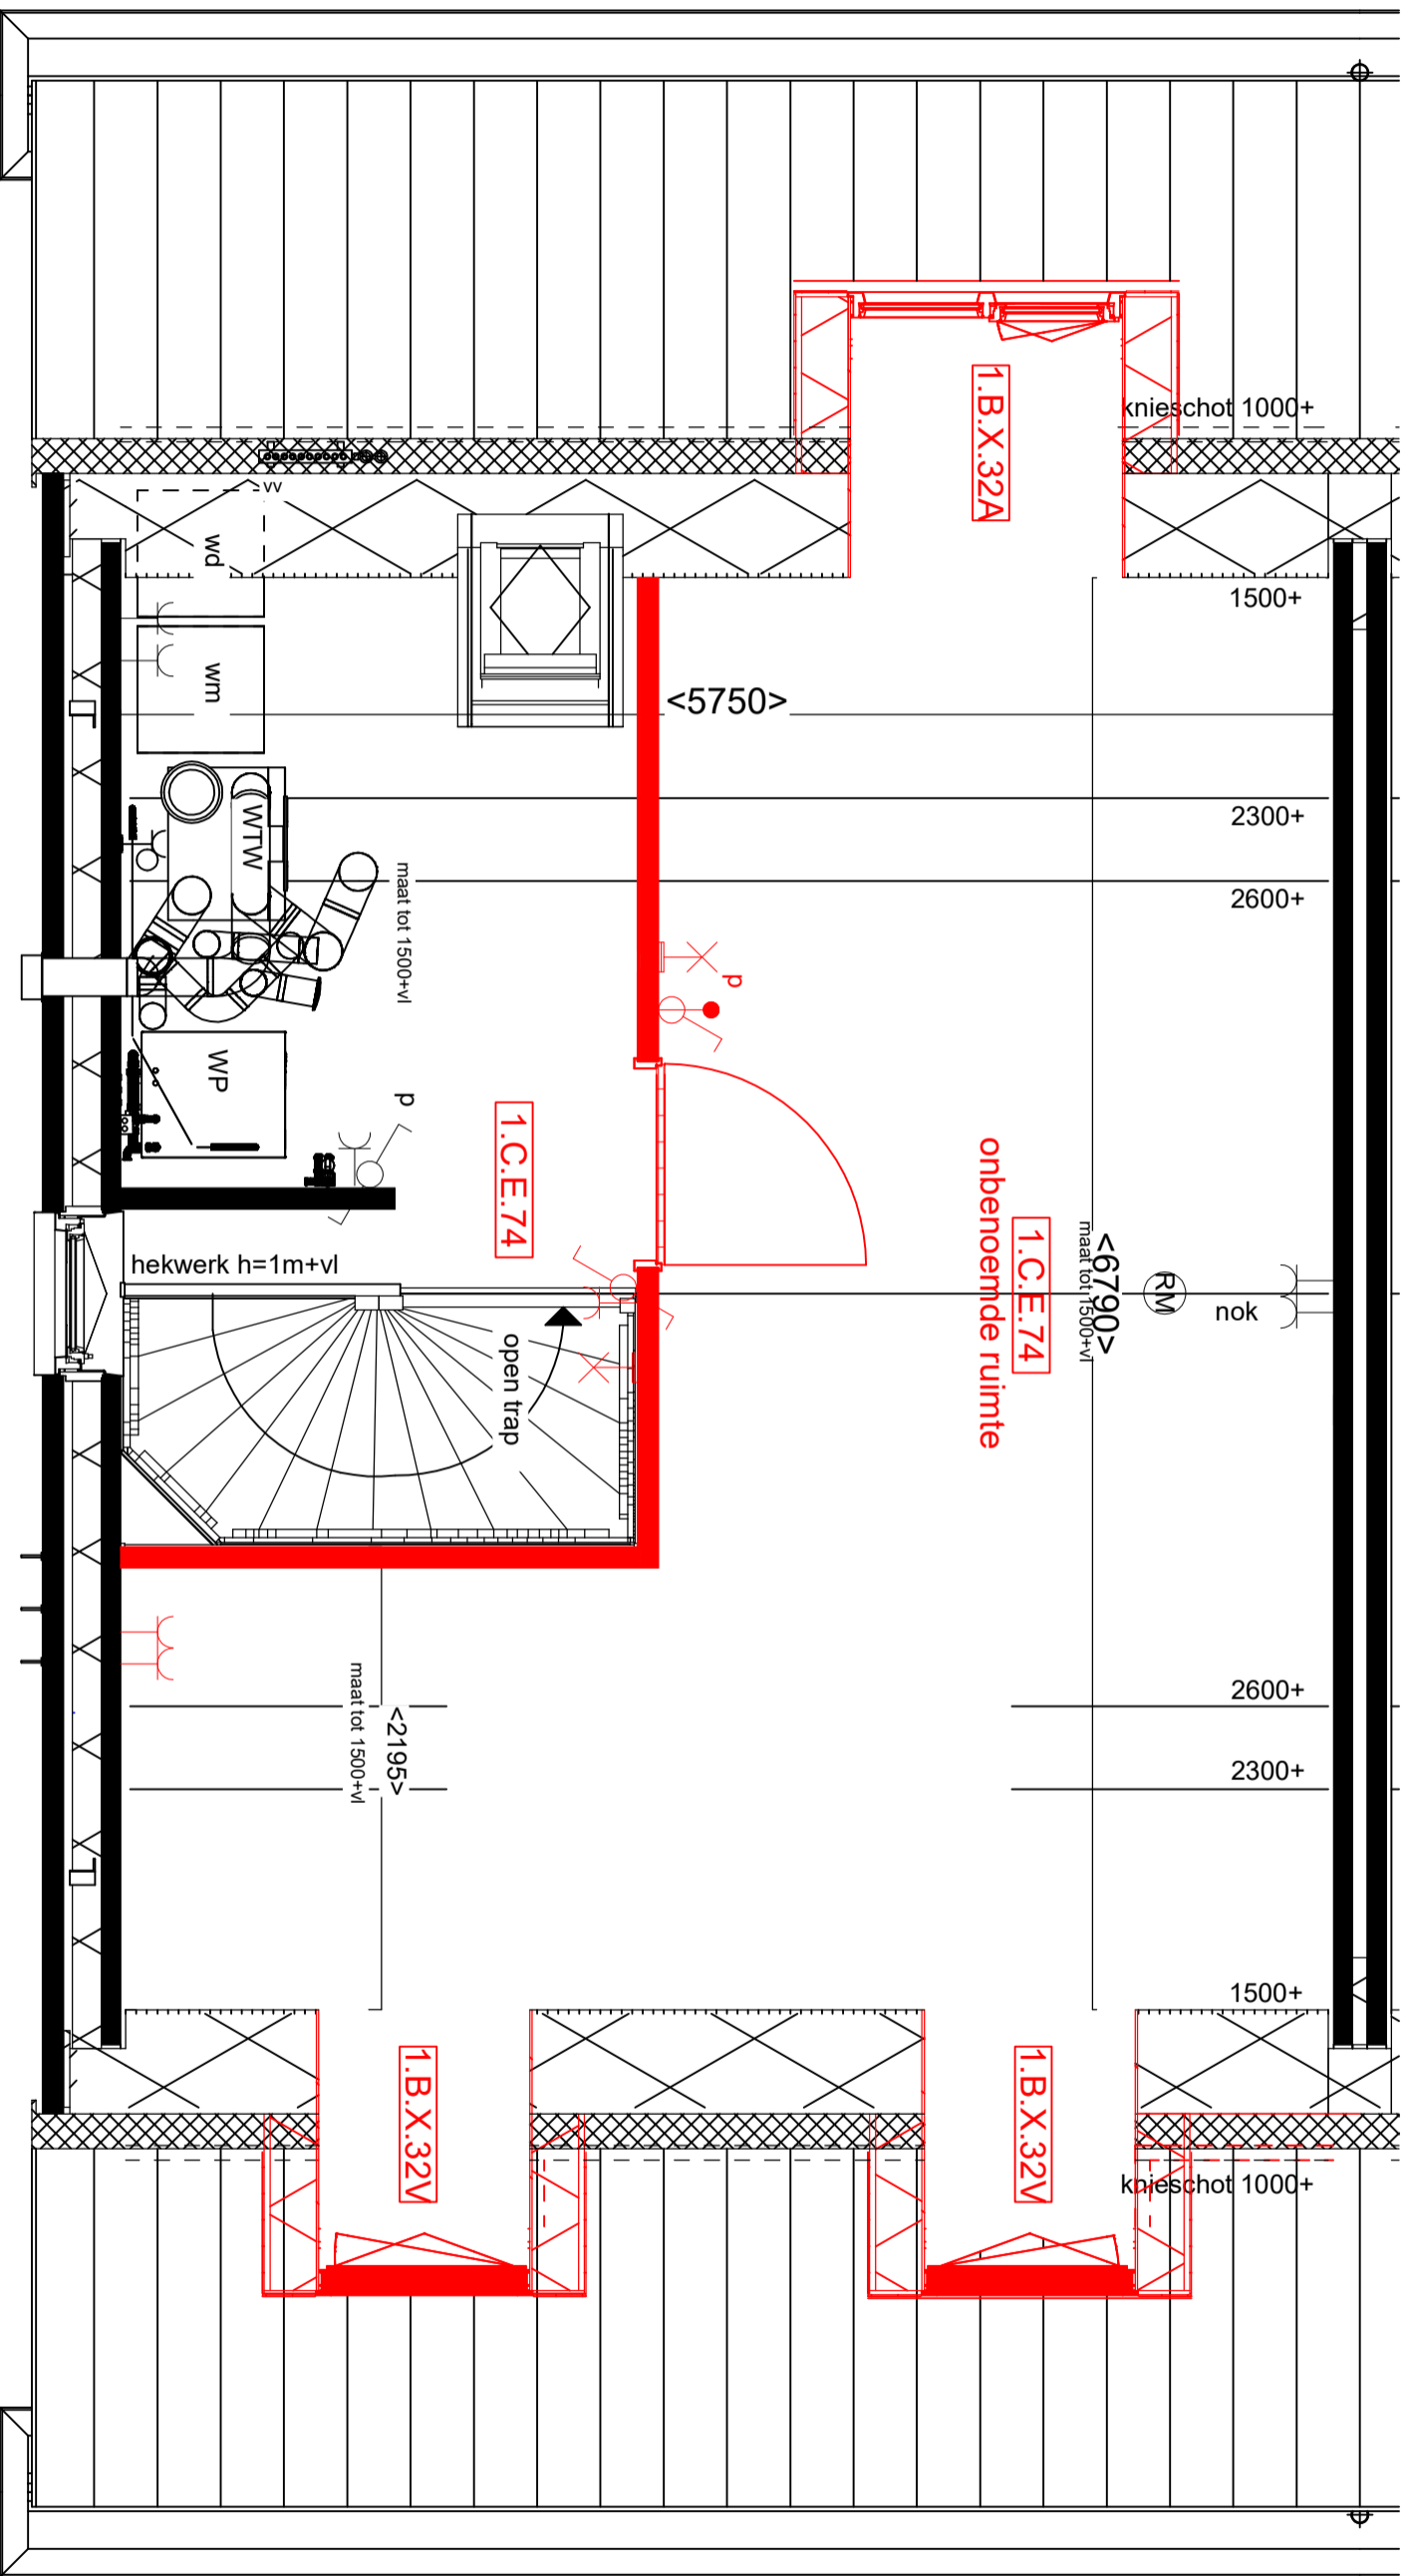 1.B.X.32A
knieschot 1000+
vv
wd
1500+
wm
<5750>
2300+
WTW
2600+
maat tot 1500+vl
p
WP
p
1.C.E.74
onbenoemde ruimte
1.C.E.74
<6790>
maat tot 1500+vl
RM
nok
hekwerk h=1m+vl
open trap
2600+
<2195>
maat tot 1500+vl
2300+
1500+
1.B.X.32V
1.B.X.32V
knieschot 1000+